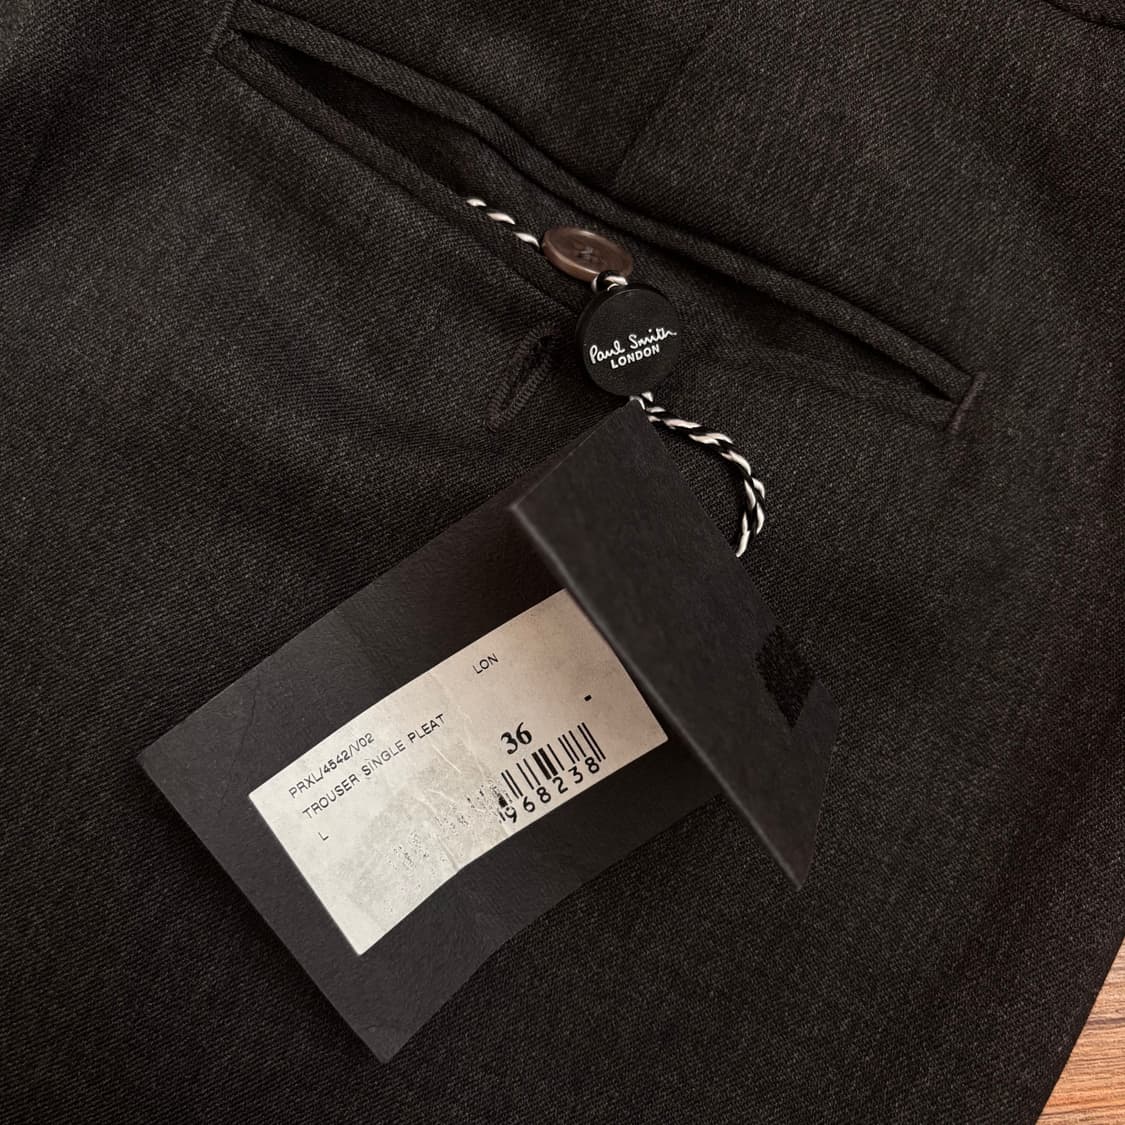 Paul Smith
LONDON
LON
PRXL/4542/V02
TROUSER SINGLE PLEAT
L
36
-
968238